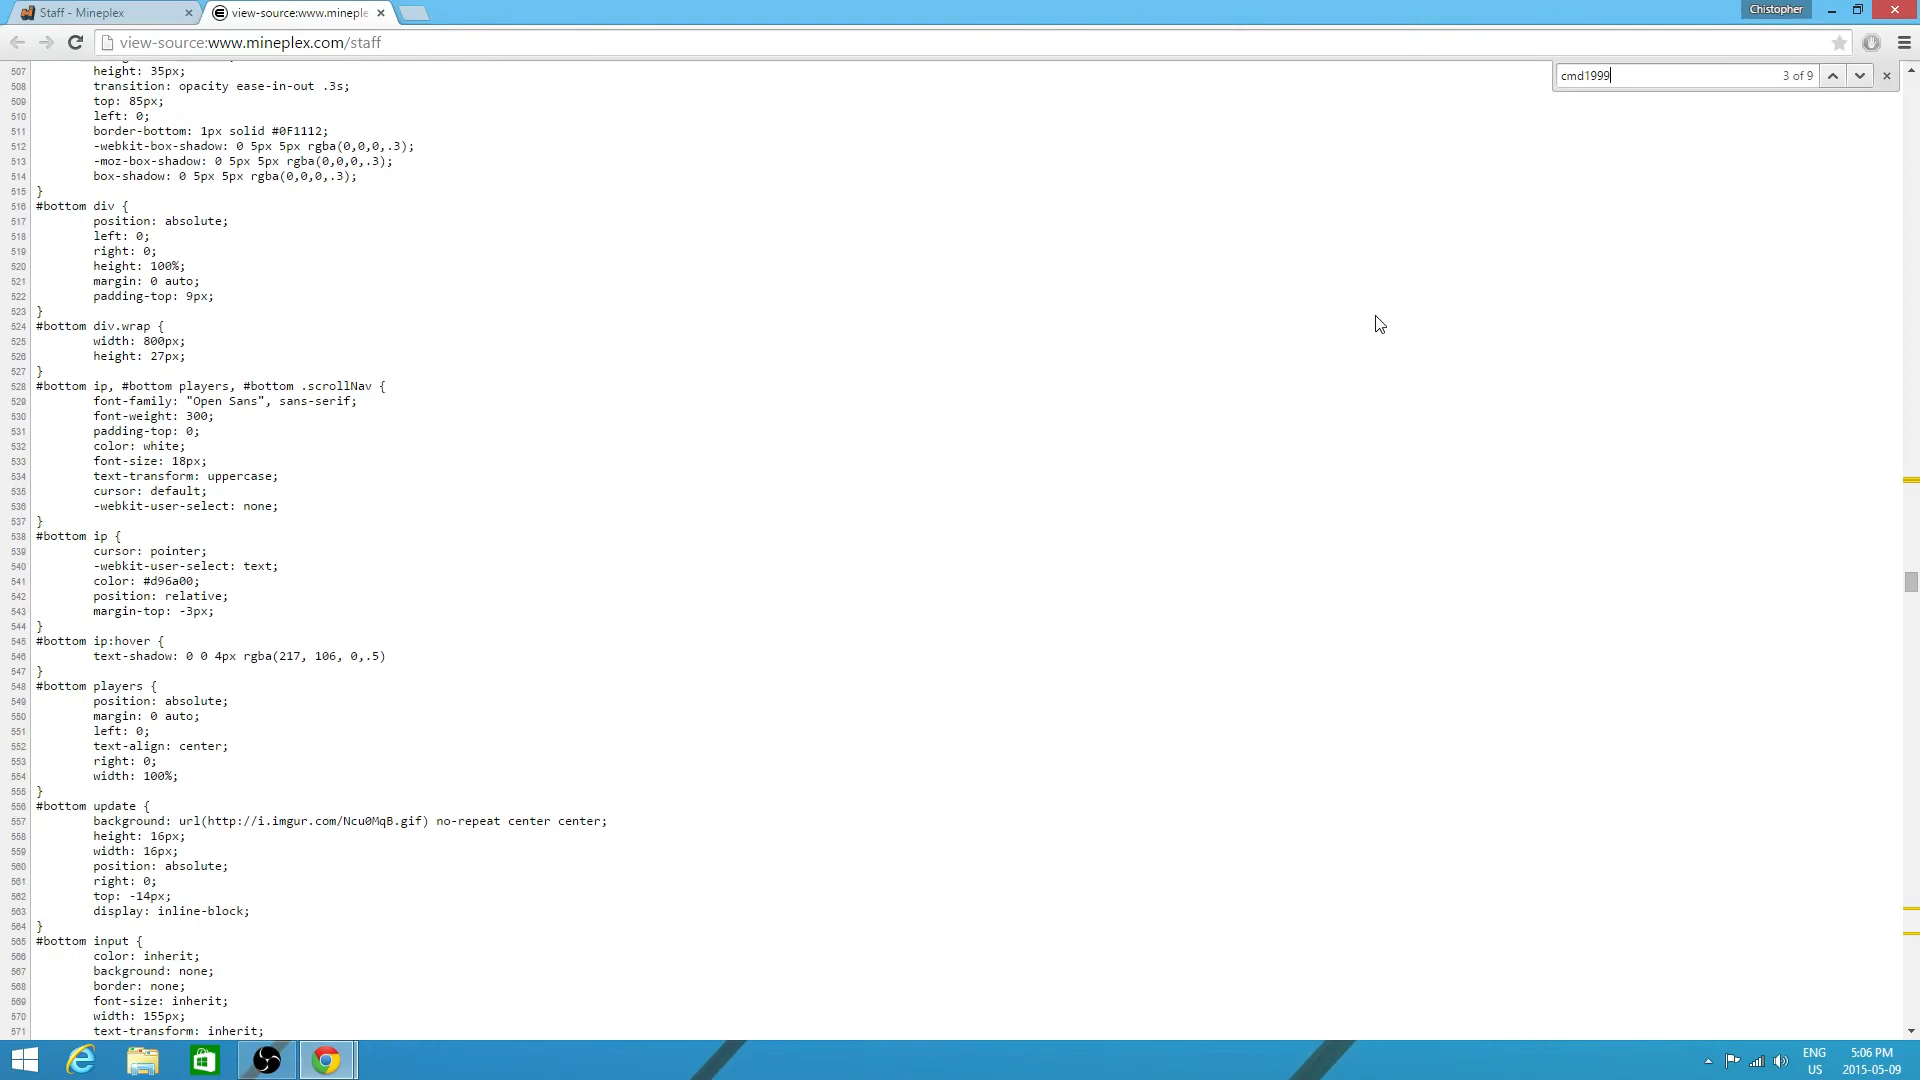 Staff - Mineplex
view-source:www.mineple
Chistopher
view-source:www.mineplex.com/staff
cmd1999
3 of 9
507 height: 35px;
508 transition: opacity ease-in-out .3s;
509 top: 85px;
510 left: 0;
511 border-bottom: 1px solid #0F1112;
512 -webkit-box-shadow: 0 5px 5px rgba(0,0,0,.3);
513 -moz-box-shadow: 0 5px 5px rgba(0,0,0,.3);
514 box-shadow: 0 5px 5px rgba(0,0,0,.3);
515 }
516 #bottom div {
517 position: absolute;
518 left: 0;
519 right: 0;
520 height: 100%;
521 margin: 0 auto;
522 padding-top: 9px;
523 }
524 #bottom div.wrap {
525 width: 800px;
526 height: 27px;
527 }
528 #bottom ip, #bottom players, #bottom .scrollNav {
529 font-family: "Open Sans", sans-serif;
530 font-weight: 300;
531 padding-top: 0;
532 color: white;
533 font-size: 18px;
534 text-transform: uppercase;
535 cursor: default;
536 -webkit-user-select: none;
537 }
538 #bottom ip {
539 cursor: pointer;
540 -webkit-user-select: text;
541 color: #d96a00;
542 position: relative;
543 margin-top: -3px;
544 }
545 #bottom ip:hover {
546 text-shadow: 0 0 4px rgba(217, 106, 0,.5)
547 }
548 #bottom players {
549 position: absolute;
550 margin: 0 auto;
551 left: 0;
552 text-align: center;
553 right: 0;
554 width: 100%;
555 }
556 #bottom update {
557 background: url(http://i.imgur.com/Ncu0MqB.gif) no-repeat center center;
558 height: 16px;
559 width: 16px;
560 position: absolute;
561 right: 0;
562 top: -14px;
563 display: inline-block;
564 }
565 #bottom input {
566 color: inherit;
567 background: none;
568 border: none;
569 font-size: inherit;
570 width: 155px;
571 text-transform: inherit;
ENG
US
5:06 PM
2015-05-09